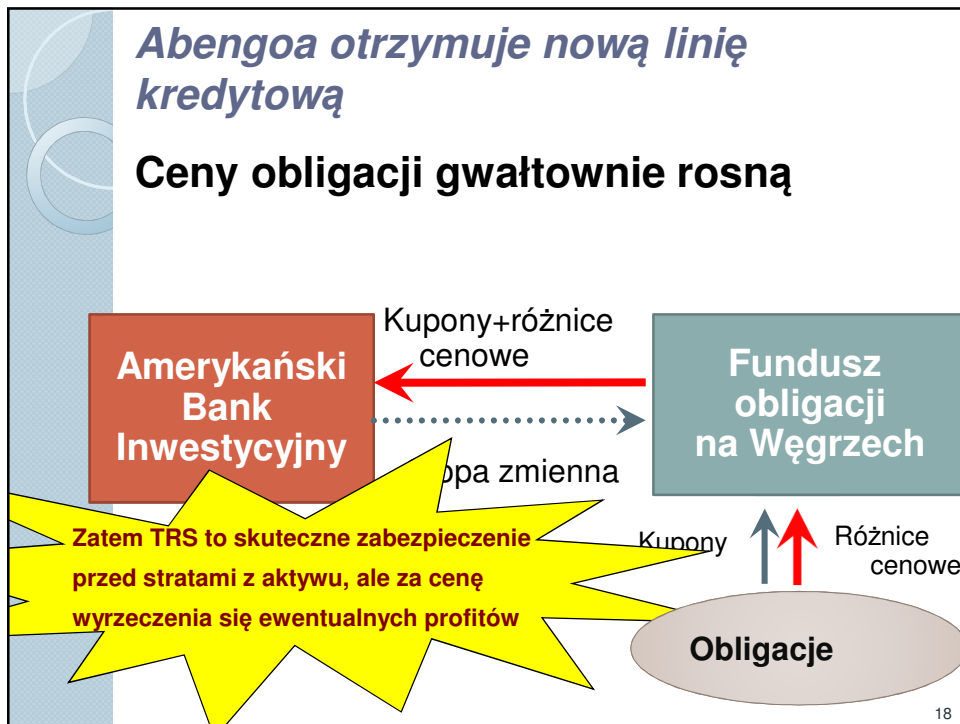 Abengoa otrzymuje nową linię
kredytową
Ceny obligacji gwałtownie rosną
Kupony+różnice
cenowe
Amerykański
Bank
Inwestycyjny
Fundusz
obligacji
na Węgrzech
opa zmienna
Zatem TRS to skuteczne zabezpieczenie
przed stratami z aktywu, ale za cenę
wyrzeczenia się ewentualnych profitów
Kupony
Różnice
cenowe
Obligacje
18